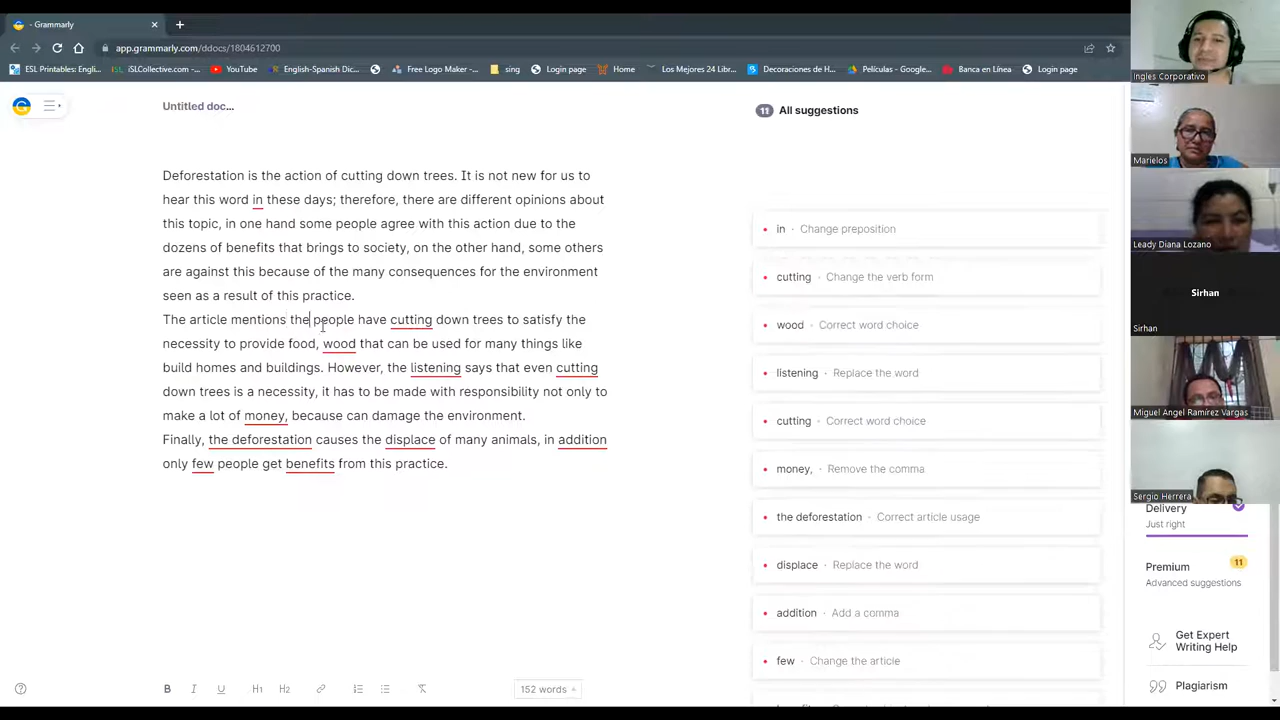 - Grammarly
app.grammarly.com/ddocs/1804612700
ESL Printables: Engli...
iSLCollective.com -...
YouTube
English-Spanish Dic...
Free Logo Maker -...
sing
Login page
Home
Los Mejores 24 Libr...
Decoraciones de H...
Películas - Google...
Banca en Línea
Login page
Untitled doc...
Deforestation is the action of cutting down trees. It is not new for us to
hear this word in these days; therefore, there are different opinions about
this topic, in one hand some people agree with this action due to the
dozens of benefits that brings to society, on the other hand, some others
are against this because of the many consequences for the environment
seen as a result of this practice.
The article mentions the people have cutting down trees to satisfy the
necessity to provide food, wood that can be used for many things like
build homes and buildings. However, the listening says that even cutting
down trees is a necessity, it has to be made with responsibility not only to
make a lot of money, because can damage the environment.
Finally, the deforestation causes the displace of many animals, in addition
only few people get benefits from this practice.
B I U H1 H2
152 words
11 All suggestions
in · Change preposition
cutting · Change the verb form
wood · Correct word choice
listening · Replace the word
cutting · Correct word choice
money, · Remove the comma
the deforestation · Correct article usage
displace · Replace the word
addition · Add a comma
few · Change the article
Ingles Corporativo
Marielos
Leady Diana Lozano
Sirhan
Sirhan
Miguel Angel Ramírez Vargas
Sergio Herrera
Delivery
Just right
Premium 11
Advanced suggestions
Get Expert
Writing Help
Plagiarism